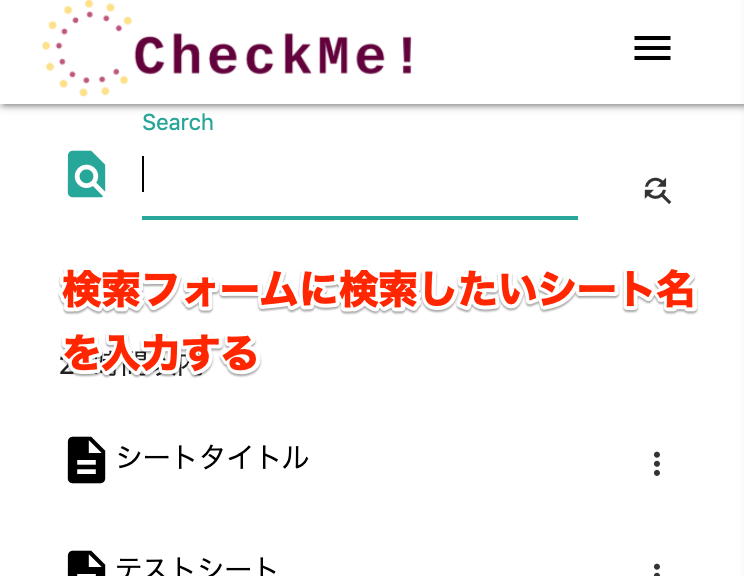 CheckMe!
Search
検索フォームに検索したいシート名
を入力する
シートタイトル
テストシート